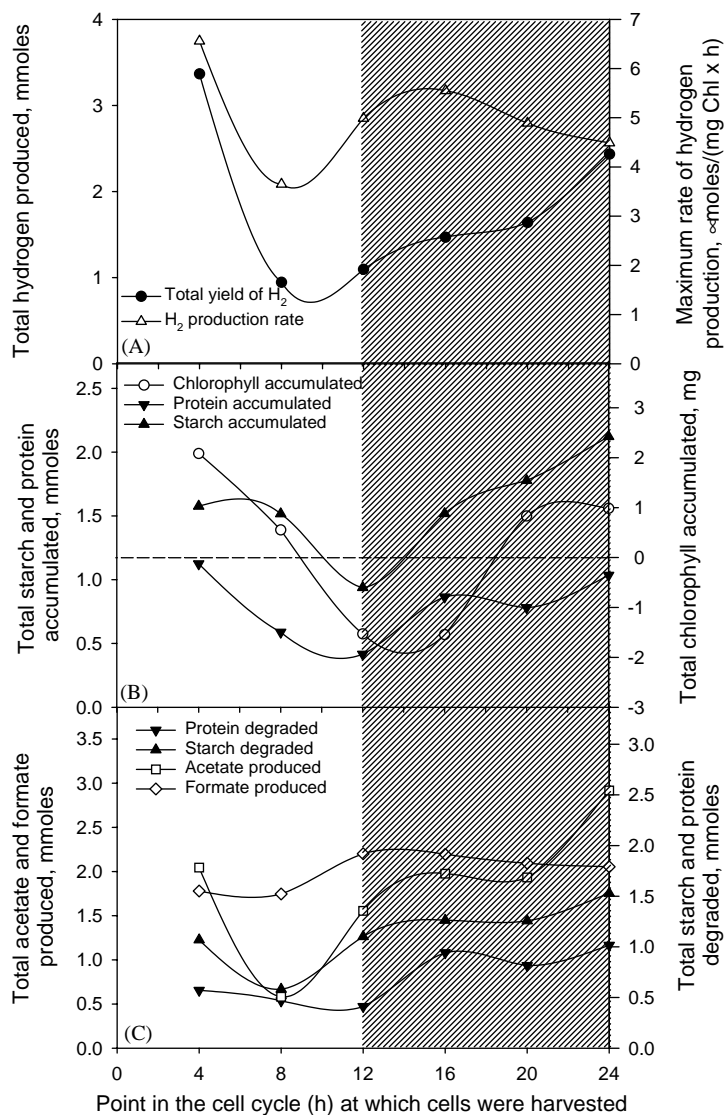 4
3
2
1
0
Total hydrogen produced, mmoles
7
6
5
4
3
2
1
0
Maximum rate of hydrogen
production, ∝moles/(mg Chl x h)
Total yield of H2
H2 production rate
(A)
2.5
2.0
1.5
1.0
0.5
0.0
Total starch and protein
accumulated, mmoles
Chlorophyll accumulated
Protein accumulated
Starch accumulated
3
2
1
0
-1
-2
-3
Total chlorophyll accumulated, mg
(B)
3.5
3.0
2.5
2.0
1.5
1.0
0.5
0.0
Total acetate and formate
produced, mmoles
Protein degraded
Starch degraded
Acetate produced
Formate produced
3.0
2.5
2.0
1.5
1.0
0.5
0.0
Total starch and protein
degraded, mmoles
(C)
0 4 8 12 16 20 24
Point in the cell cycle (h) at which cells were harvested